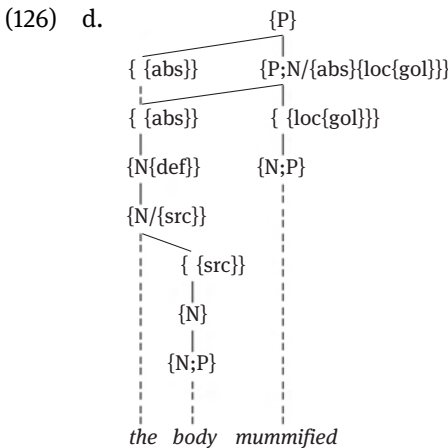 (126) d. {P}
{ {abs}} {P;N/{abs}{loc{gol}}}
{ {abs}} { {loc{gol}}}
{N{def}} {N;P}
{N/{src}}
{ {src}}
{N}
{N;P}
the body mummified